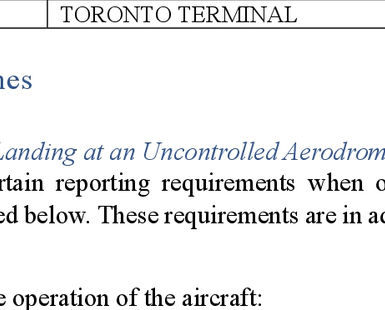 TORONTO TERMINAL
nes
Landing at an Uncontrolled Aerodrom
rtain reporting requirements when o
ed below. These requirements are in ad
e operation of the aircraft: